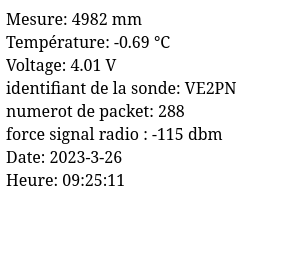 Mesure: 4982 mm
Température: -0.69 °C
Voltage: 4.01 V
identifiant de la sonde: VE2PN
numerot de packet: 288
force signal radio : -115 dbm
Date: 2023-3-26
Heure: 09:25:11